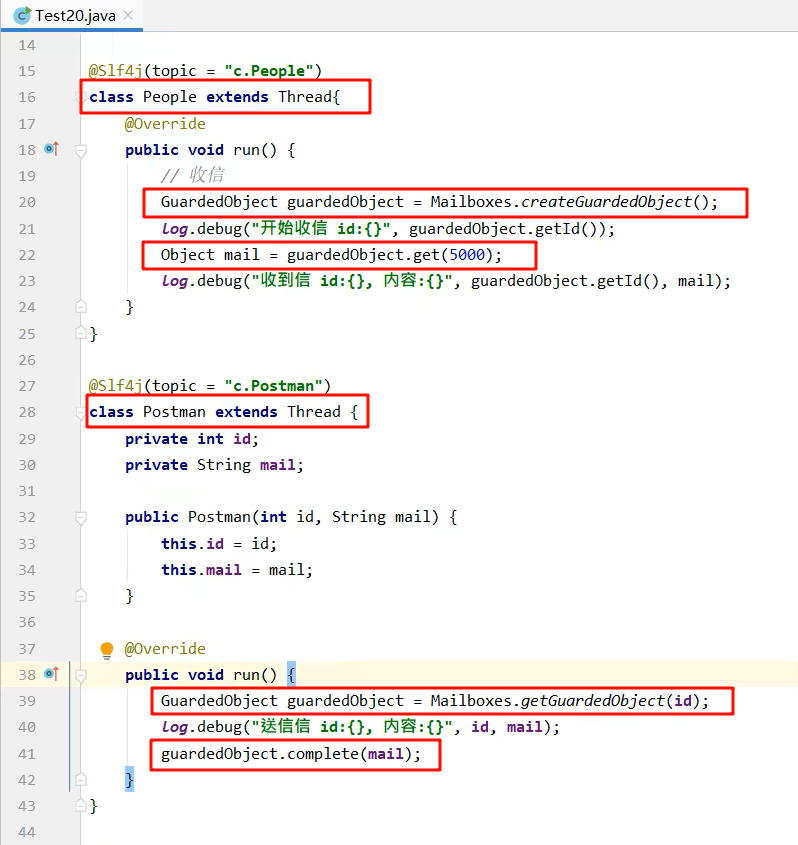 Test20.java
14
15 @Slf4j(topic = "c.People")
16 class People extends Thread{
17 @Override
18 public void run() {
19 // 收信
20 GuardedObject guardedObject = Mailboxes.createGuardedObject();
21 log.debug("开始收信 id:{}", guardedObject.getId());
22 Object mail = guardedObject.get(5000);
23 log.debug("收到信 id:{}, 内容:{}", guardedObject.getId(), mail);
24 }
25 }
26
27 @Slf4j(topic = "c.Postman")
28 class Postman extends Thread {
29 private int id;
30 private String mail;
31
32 public Postman(int id, String mail) {
33 this.id = id;
34 this.mail = mail;
35 }
36
37 @Override
38 public void run() {
39 GuardedObject guardedObject = Mailboxes.getGuardedObject(id);
40 log.debug("送信信 id:{}, 内容:{}", id, mail);
41 guardedObject.complete(mail);
42 }
43 }
44